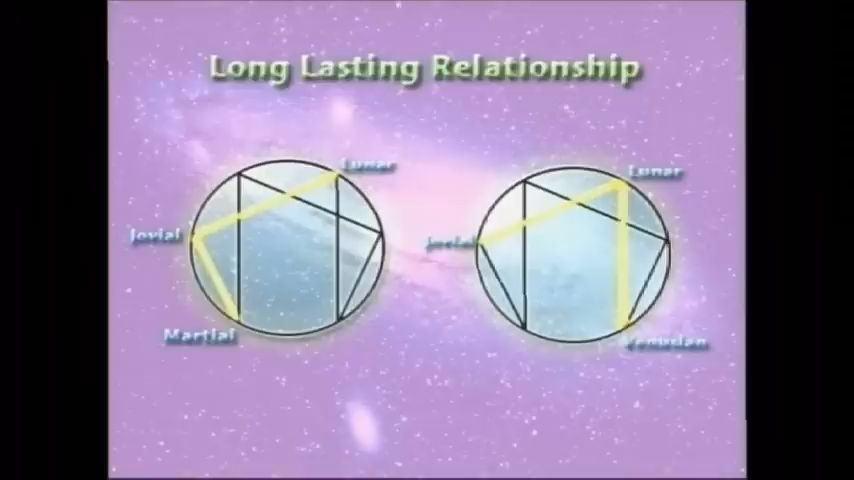 Long Lasting Relationship
Lunar
Jovial
Martial
Lunar
Jovial
Venusian